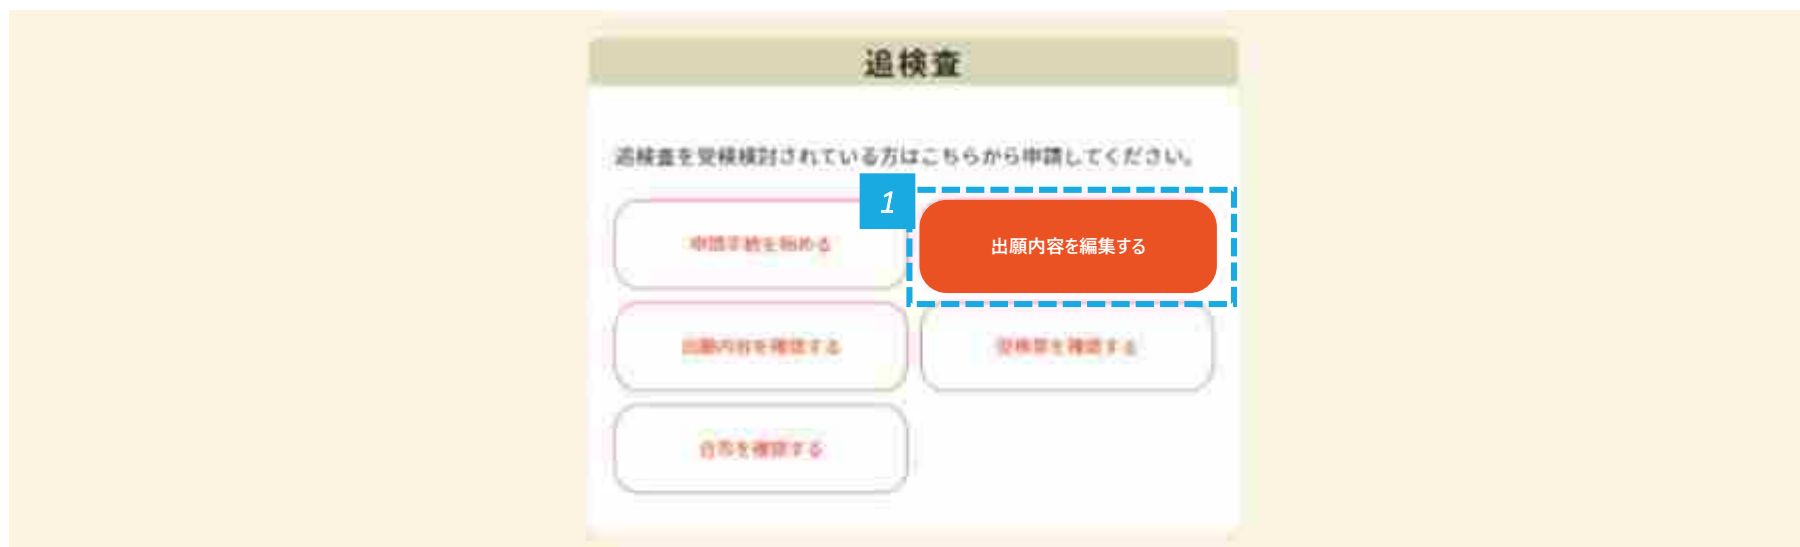 追検査
追検査を受検検討されている方はこちらから申請してください。
1
申請手続を始める
出願内容を編集する
出願内容を確認する
受検票を確認する
合否を確認する